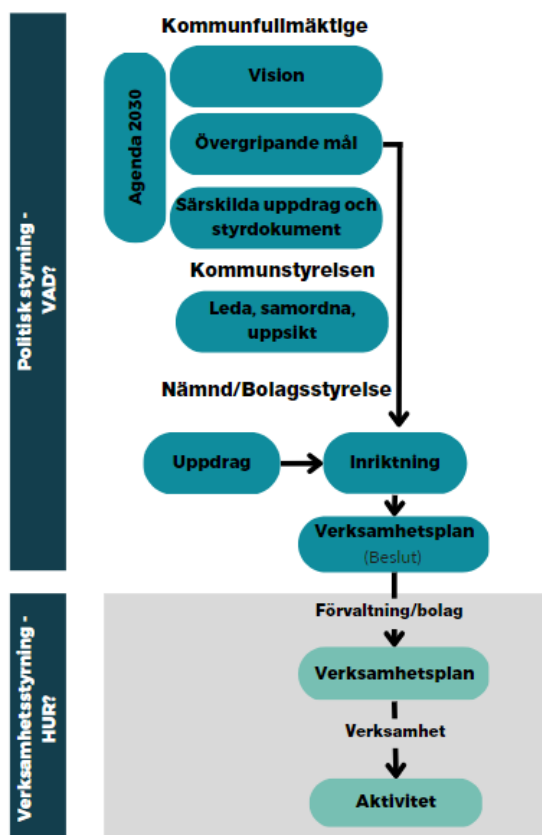 Kommunfullmäktige
Agenda 2030
Vision
Övergripande mål
Särskilda uppdrag och
styrdokument
Kommunstyrelsen
Leda, samordna,
uppsikt
Nämnd/Bolagsstyrelse
Uppdrag
Inriktning
Verksamhetsplan
(Beslut)
Politisk styrning -
VAD?
Förvaltning/bolag
Verksamhetsplan
Verksamhet
Aktivitet
Verksamhetsstyrning -
HUR?